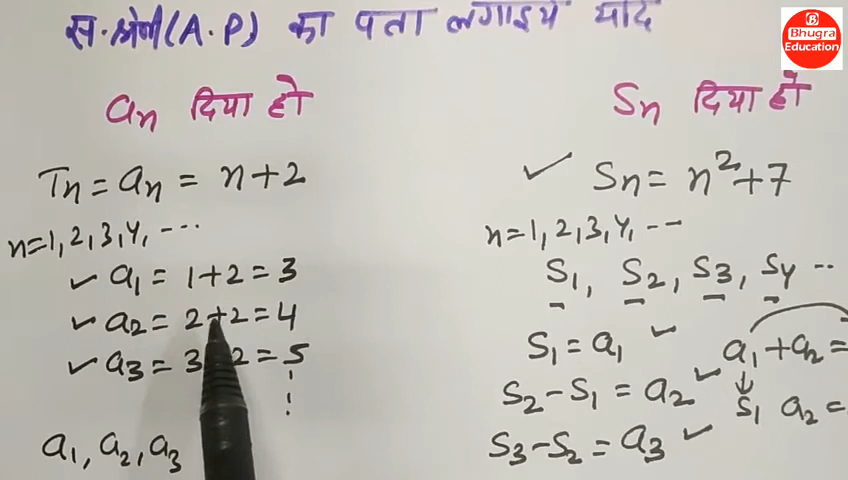 स.श्रेणी(A.P) का पता लगाइये यदि
Bhugra
Education
an दिया हो
Tn = an = n+2
n=1,2,3,4,---
✓ a1 = 1+2=3
✓ a2 = 2+2=4
✓ a3 = 3 2 = 5
a1, a2, a3
Sn दिया हो
✓ Sn = n²+7
n=1,2,3,4,---
S1, S2, S3, S4 --
S1 = a1 ✓
S2-S1 = a2 ✓
S3-S2 = a3 ✓
a1+a2=
↓
S1 a2=